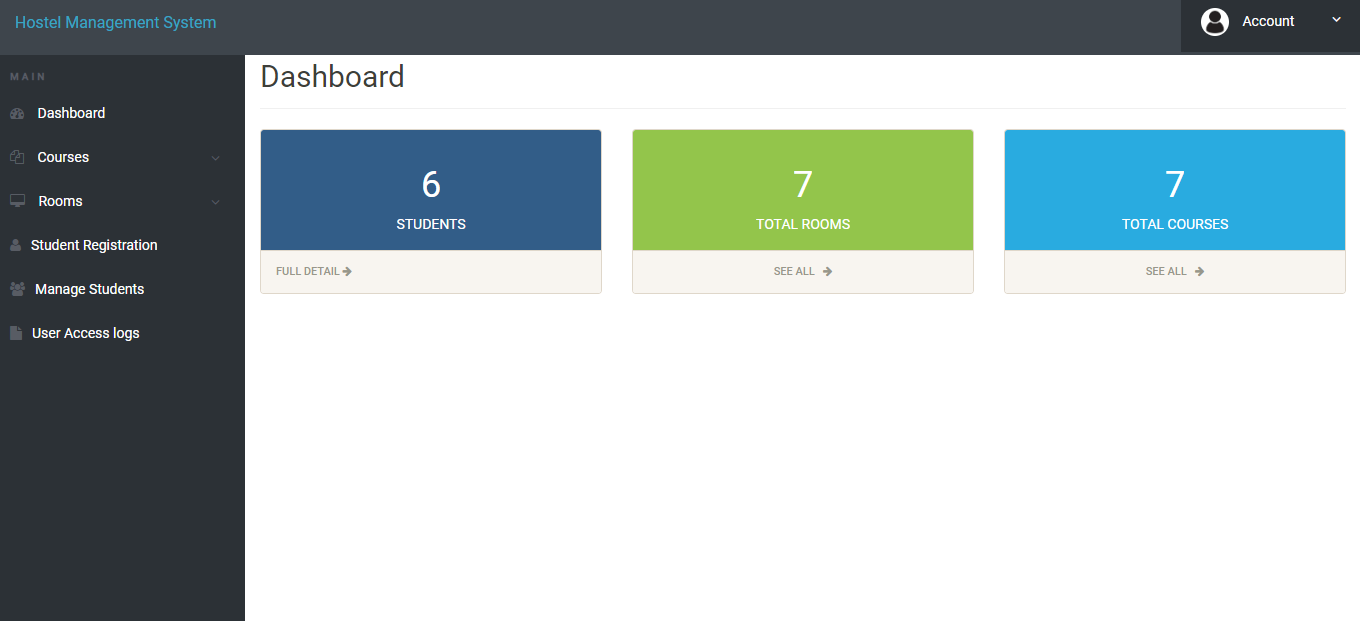 Hostel Management System
Account
MAIN
Dashboard
Courses
Rooms
Student Registration
Manage Students
User Access logs
Dashboard
6
STUDENTS
FULL DETAIL
7
TOTAL ROOMS
SEE ALL
7
TOTAL COURSES
SEE ALL